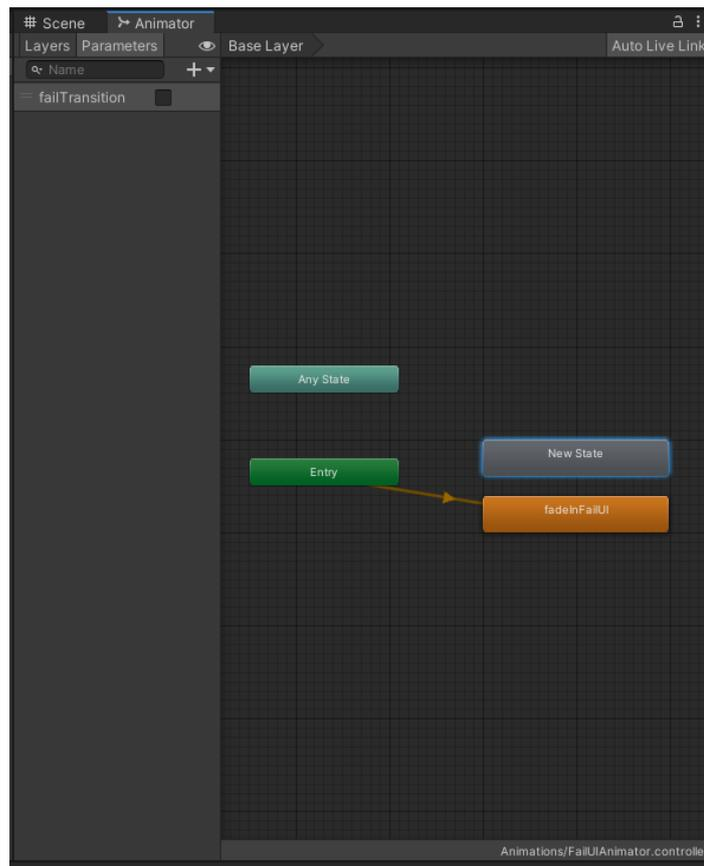 Scene Animator
Layers Parameters Base Layer Auto Live Link
Name
failTransition
Any State
New State
Entry
fadeInFailUI
Animations/FailUIAnimator.controlle